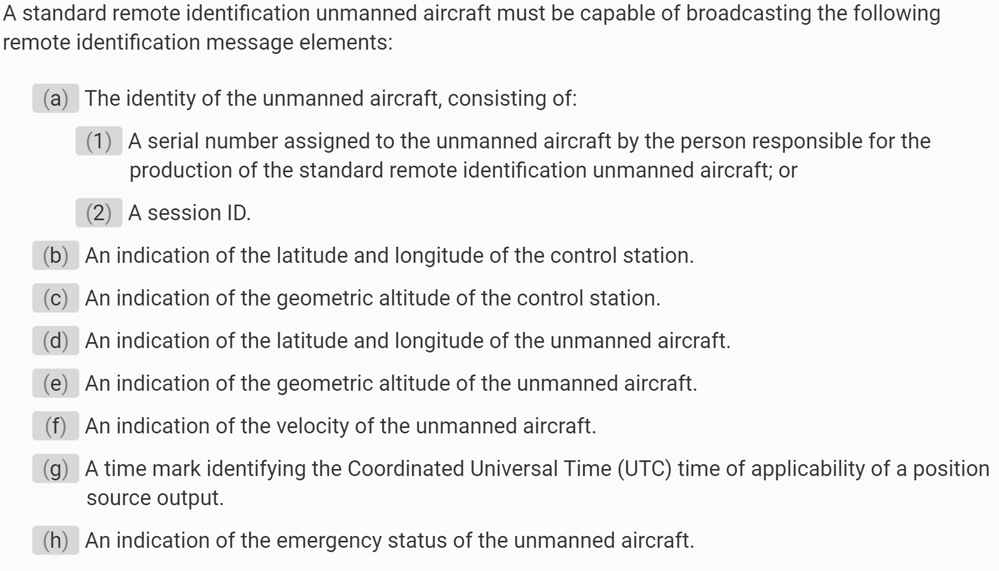 A standard remote identification unmanned aircraft must be capable of broadcasting the following
remote identification message elements:
(a) The identity of the unmanned aircraft, consisting of:
(1) A serial number assigned to the unmanned aircraft by the person responsible for the
production of the standard remote identification unmanned aircraft; or
(2) A session ID.
(b) An indication of the latitude and longitude of the control station.
(c) An indication of the geometric altitude of the control station.
(d) An indication of the latitude and longitude of the unmanned aircraft.
(e) An indication of the geometric altitude of the unmanned aircraft.
(f) An indication of the velocity of the unmanned aircraft.
(g) A time mark identifying the Coordinated Universal Time (UTC) time of applicability of a position
source output.
(h) An indication of the emergency status of the unmanned aircraft.